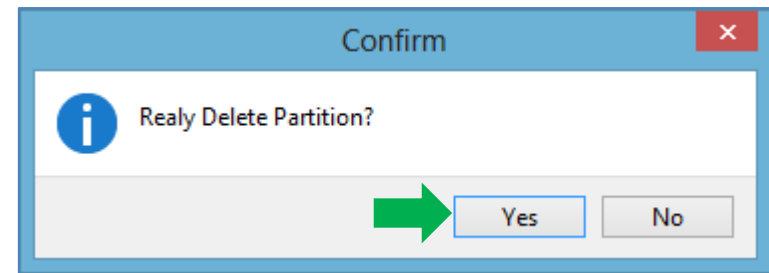 Confirm
Realy Delete Partition?
Yes No